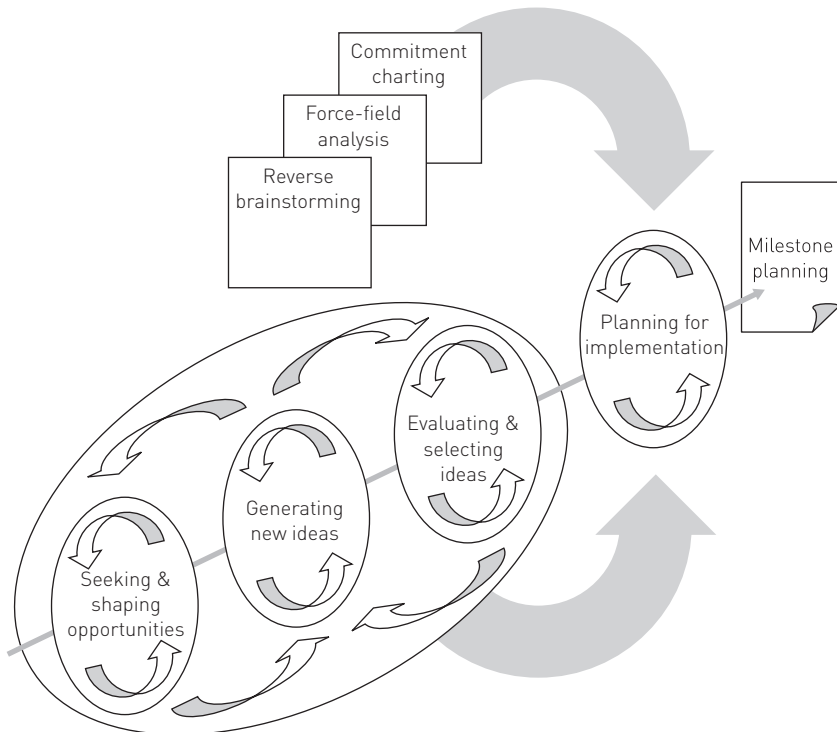 Commitment
charting
Force-field
analysis
Reverse
brainstorming
Milestone
planning
Planning for
implementation
Evaluating &
selecting
ideas
Generating
new ideas
Seeking &
shaping
opportunities